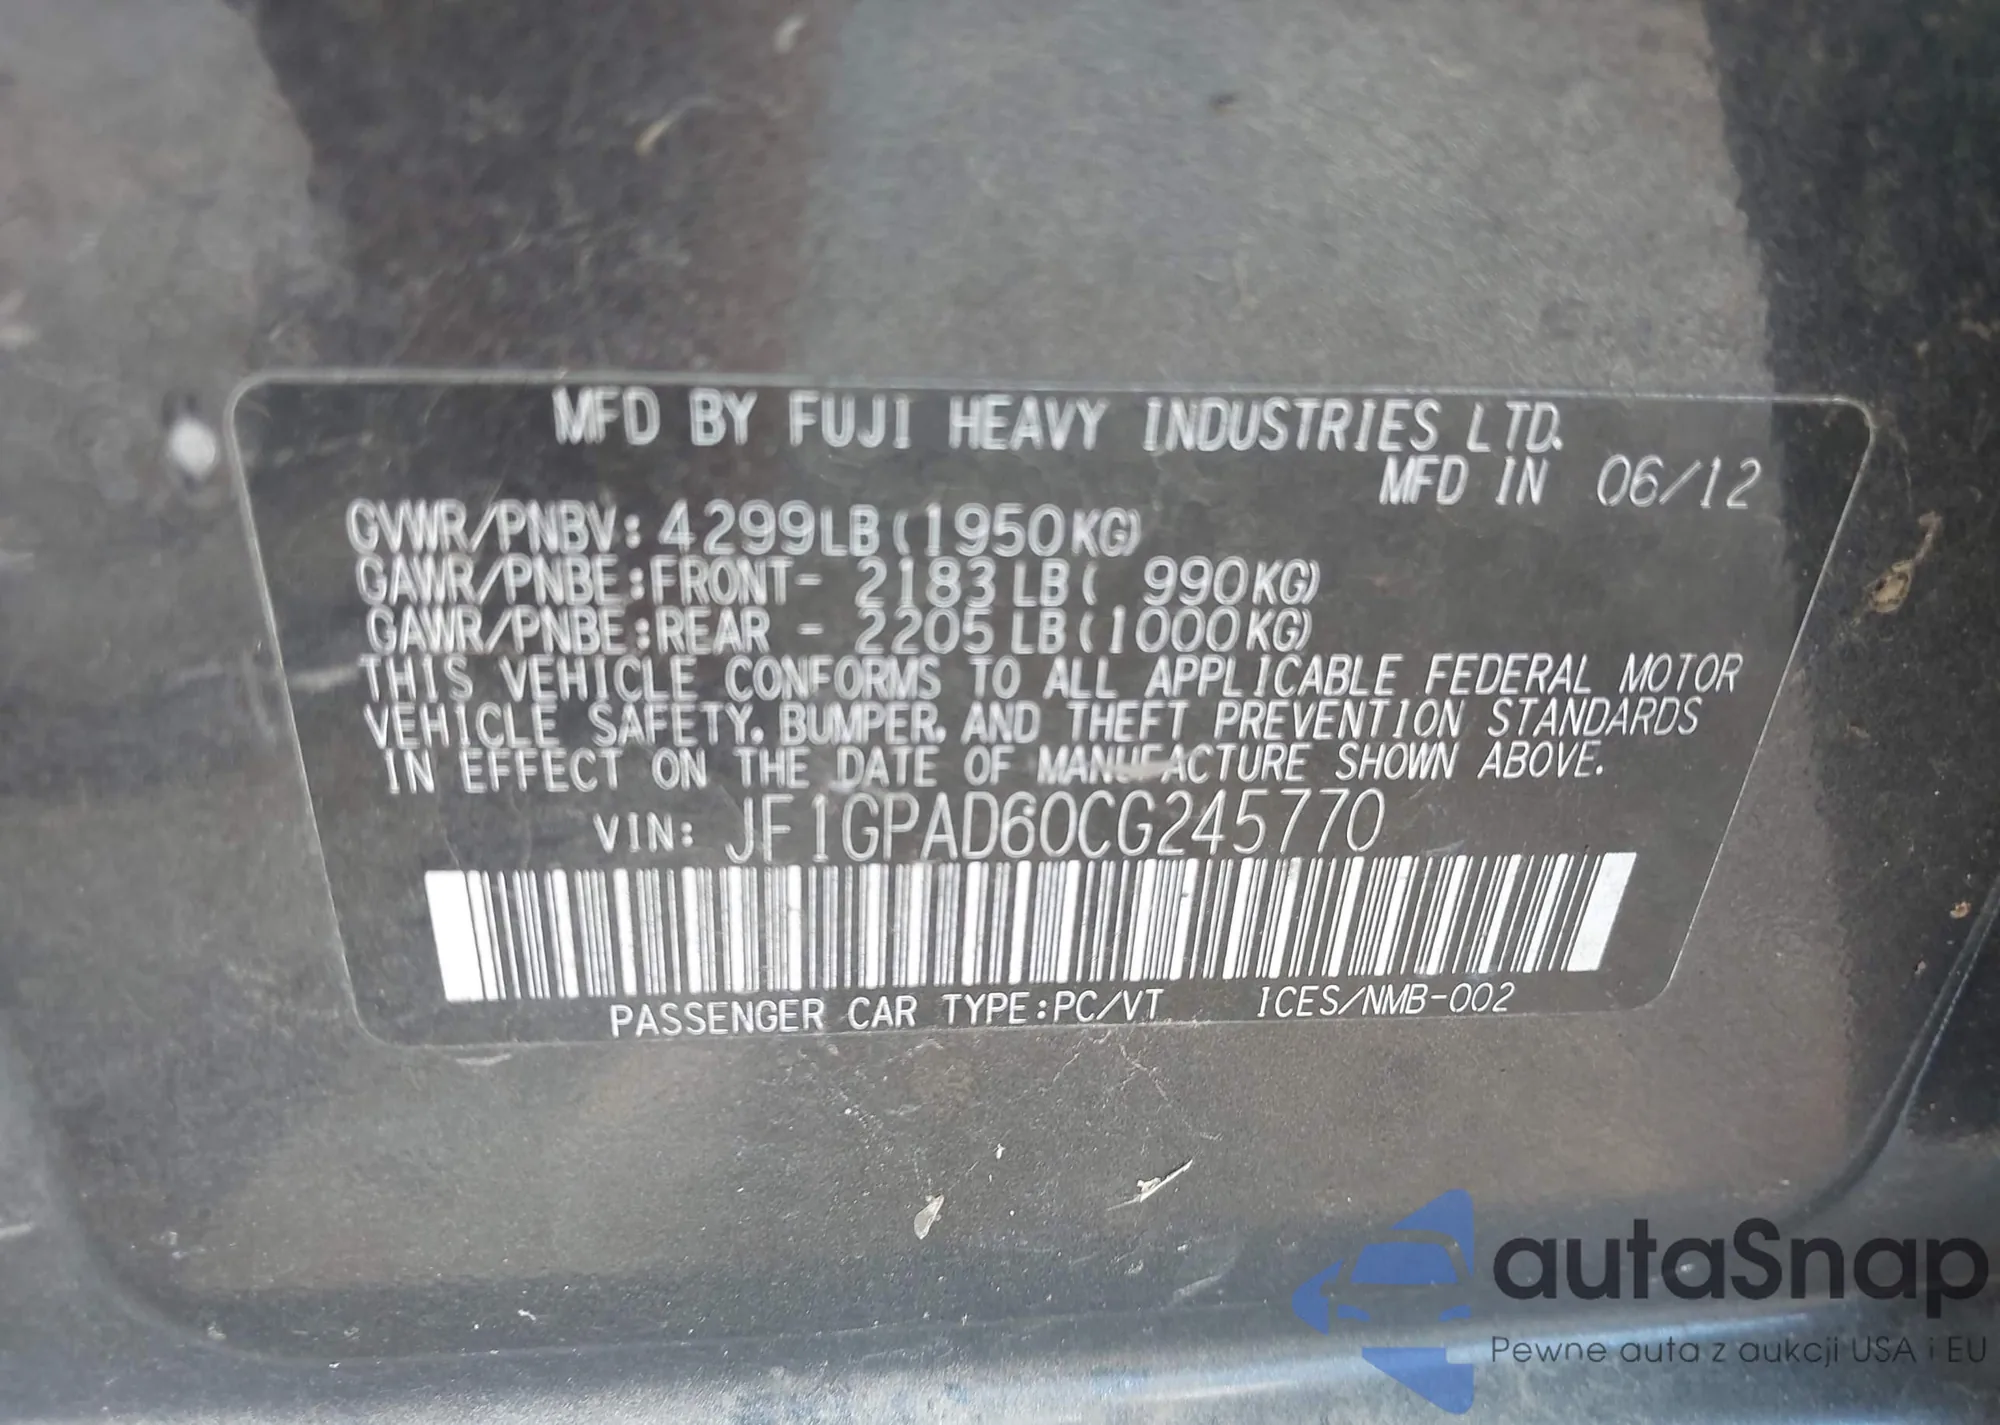 MFD BY FUJI HEAVY INDUSTRIES LTD.
MFD IN 06/12
GVWR/PNBV: 4299LB(1950KG)
GAWR/PNBE:FRONT- 2183LB( 990KG)
GAWR/PNBE:REAR - 2205LB(1000KG)
THIS VEHICLE CONFORMS TO ALL APPLICABLE FEDERAL MOTOR
VEHICLE SAFETY, BUMPER, AND THEFT PREVENTION STANDARDS
IN EFFECT ON THE DATE OF MANUFACTURE SHOWN ABOVE.
VIN: JF1GPAD60CG245770
PASSENGER CAR TYPE:PC/VT ICES/NMB-002
autaSnap
Pewne auta z aukcji USA i EU